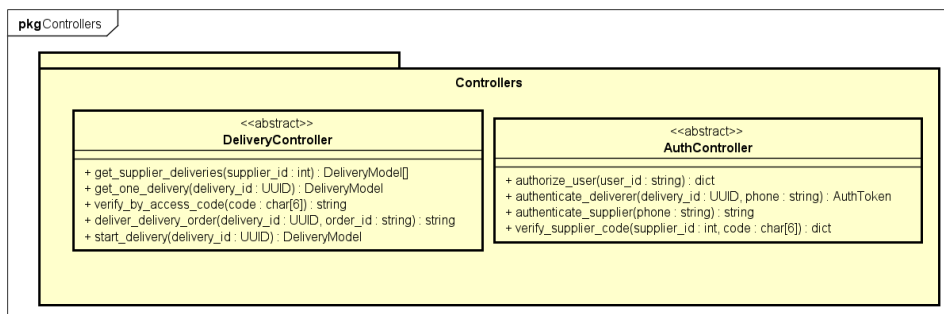 pkg Controllers
Controllers
<<abstract>>
DeliveryController
+ get_supplier_deliveries(supplier_id : int) : DeliveryModel[]
+ get_one_delivery(delivery_id : UUID) : DeliveryModel
+ verify_by_access_code(code : char[6]) : string
+ deliver_delivery_order(delivery_id : UUID, order_id : string) : string
+ start_delivery(delivery_id : UUID) : DeliveryModel
<<abstract>>
AuthController
+ authorize_user(user_id : string) : dict
+ authenticate_deliverer(delivery_id : UUID, phone : string) : AuthToken
+ authenticate_supplier(phone : string) : string
+ verify_supplier_code(supplier_id : int, code : char[6]) : dict